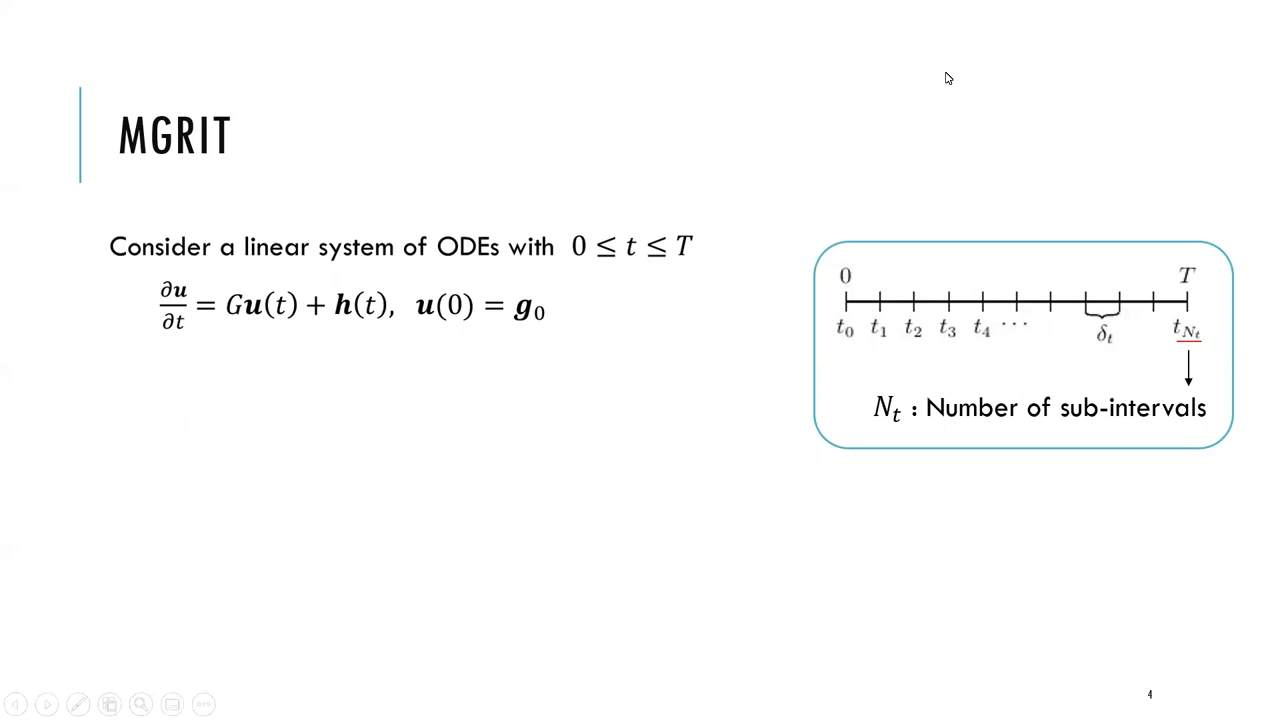 MGRIT
Consider a linear system of ODEs with 0 ≤ t ≤ T
∂𝒖/∂t = G𝒖(t) + 𝒉(t), 𝒖(0) = 𝒈₀
0 T
t₀ t₁ t₂ t₃ t₄ ⋯ δₜ t_{Nₜ}
Nₜ : Number of sub-intervals
4